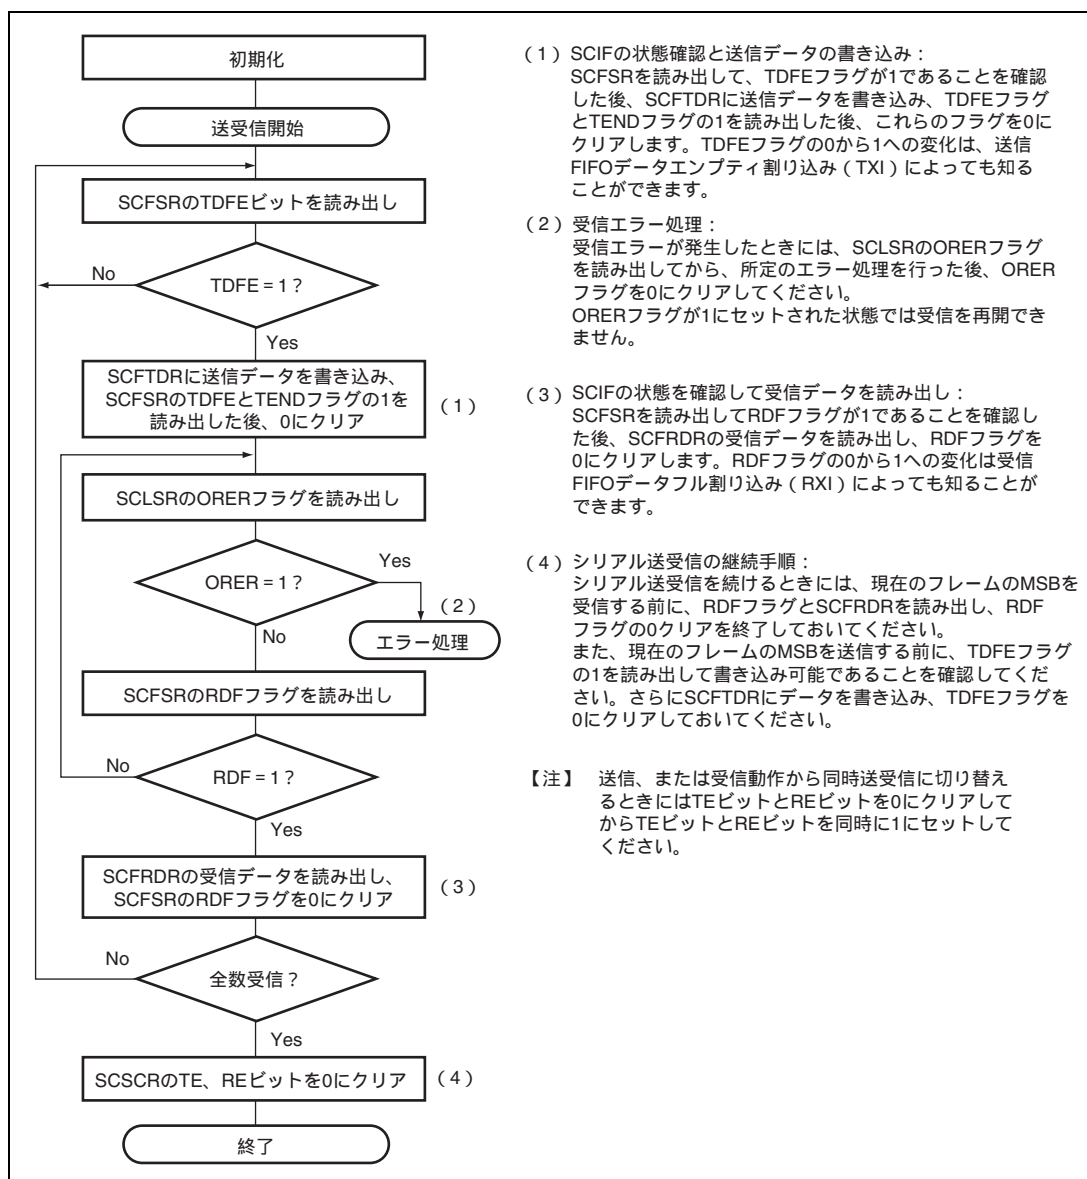 初期化
送受信開始
SCFSRのTDFEビットを読み出し
No
TDFE = 1？
Yes
SCFTDRに送信データを書き込み、
SCFSRのTDFEとTENDフラグの1を
読み出した後、0にクリア
（1）
SCLSRのORERフラグを読み出し
Yes
ORER = 1？
（2）
No
エラー処理
SCFSRのRDFフラグを読み出し
No
RDF = 1？
Yes
SCFRDRの受信データを読み出し、
SCFSRのRDFフラグを0にクリア
（3）
No
全数受信？
Yes
SCSCRのTE、REビットを0にクリア
（4）
終了
（1）SCIFの状態確認と送信データの書き込み：
SCFSRを読み出して、TDFEフラグが1であることを確認
した後、SCFTDRに送信データを書き込み、TDFEフラグ
とTENDフラグの1を読み出した後、これらのフラグを0に
クリアします。TDFEフラグの0から1への変化は、送信
FIFOデータエンプティ割り込み（TXI）によっても知る
ことができます。
（2）受信エラー処理：
受信エラーが発生したときには、SCLSRのORERフラグ
を読み出してから、所定のエラー処理を行った後、ORER
フラグを0にクリアしてください。
ORERフラグが1にセットされた状態では受信を再開でき
ません。
（3）SCIFの状態を確認して受信データを読み出し：
SCFSRを読み出してRDFフラグが1であることを確認し
た後、SCFRDRの受信データを読み出し、RDFフラグを
0にクリアします。RDFフラグの0から1への変化は受信
FIFOデータフル割り込み（RXI）によっても知ることが
できます。
（4）シリアル送受信の継続手順：
シリアル送受信を続けるときには、現在のフレームのMSBを
受信する前に、RDFフラグとSCFRDRを読み出し、RDF
フラグの0クリアを終了しておいてください。
また、現在のフレームのMSBを送信する前に、TDFEフラグ
の1を読み出して書き込み可能であることを確認してくだ
さい。さらにSCFTDRにデータを書き込み、TDFEフラグを
0にクリアしておいてください。
【注】 送信、または受信動作から同時送受信に切り替え
るときにはTEビットとREビットを0にクリアして
からTEビットとREビットを同時に1にセットして
ください。